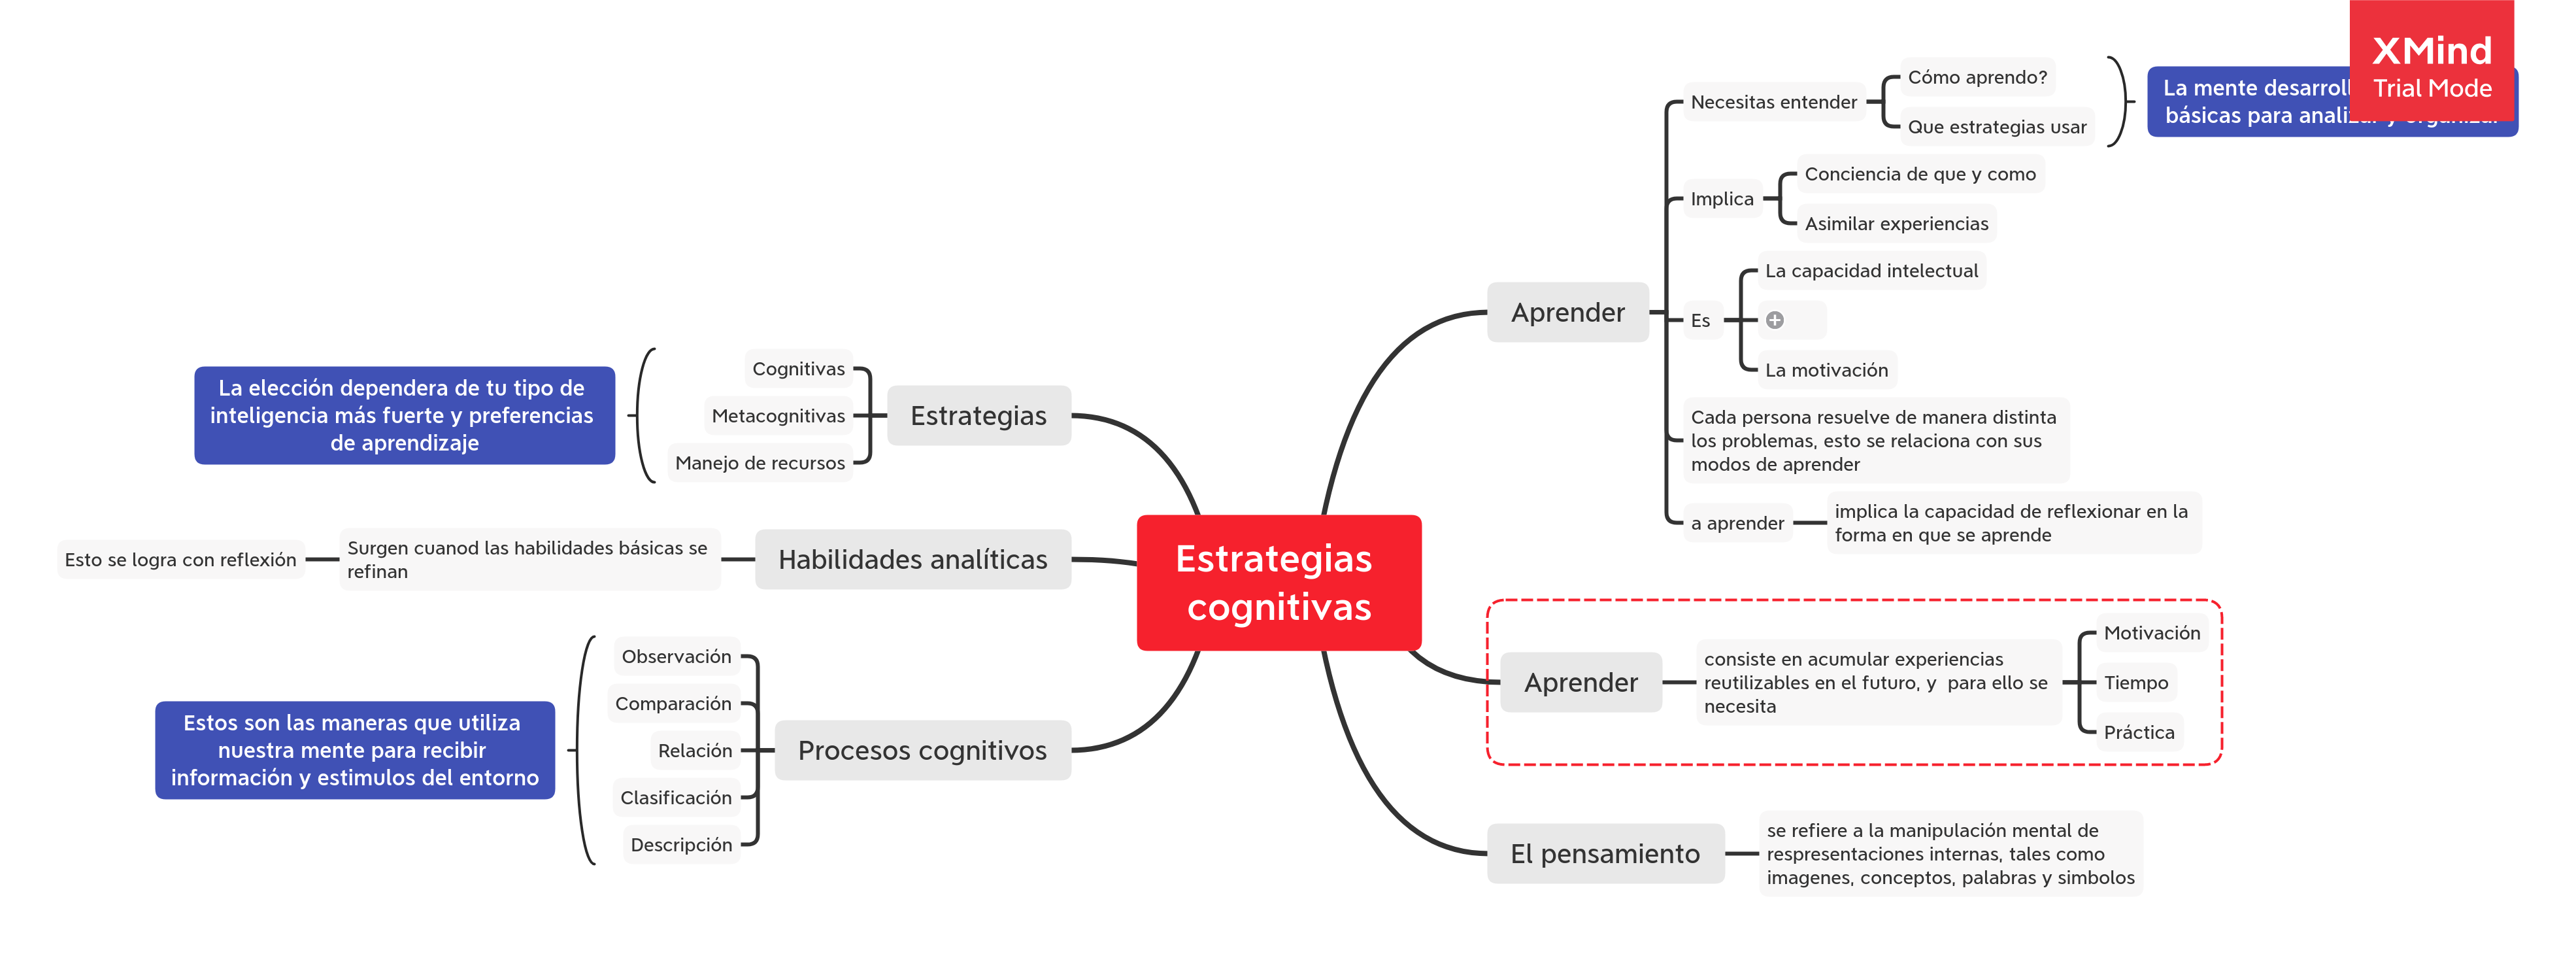 XMind
Trial Mode
Cómo aprendo?
Necesitas entender
Que estrategias usar
La mente
básicas para
Conciencia de que y como
Implica
Asimilar experiencias
La capacidad intelectual
Aprender
Es
La motivación
Cada persona resuelve de manera distinta
los problemas, esto se relaciona con sus
modos de aprender
a aprender
implica la capacidad de reflexionar en la
forma en que se aprende
La elección dependera de tu tipo de
inteligencia más fuerte y preferencias
de aprendizaje
Cognitivas
Metacognitivas
Manejo de recursos
Estrategias
Esto se logra con reflexión
Surgen cuanod las habilidades básicas se
refinan
Habilidades analíticas
Estrategias
cognitivas
Aprender
consiste en acumular experiencias
reutilizables en el futuro, y  para ello se
necesita
Motivación
Tiempo
Práctica
Estos son las maneras que utiliza
nuestra mente para recibir
información y estimulos del entorno
Observación
Comparación
Relación
Clasificación
Descripción
Procesos cognitivos
El pensamiento
se refiere a la manipulación mental de
respresentaciones internas, tales como
imagenes, conceptos, palabras y simbolos